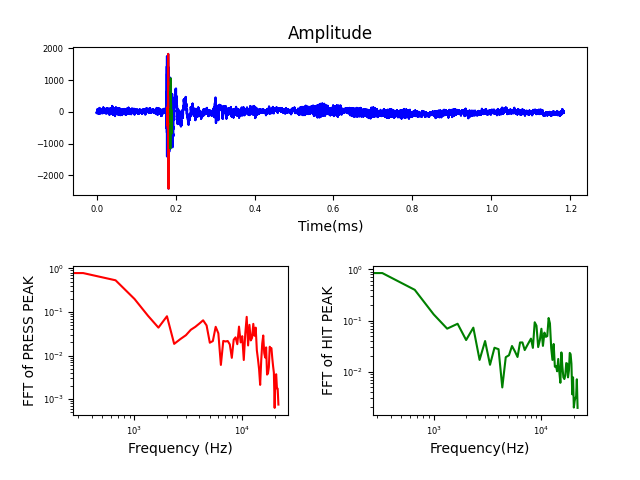 Amplitude
2000
1000
0
−1000
−2000
0.0 0.2 0.4 0.6 0.8 1.0 1.2
Time(ms)
FFT of PRESS PEAK
10⁰
10⁻¹
10⁻²
10⁻³
10³ 10⁴
Frequency (Hz)
FFT of HIT PEAK
10⁰
10⁻¹
10⁻²
10³ 10⁴
Frequency(Hz)